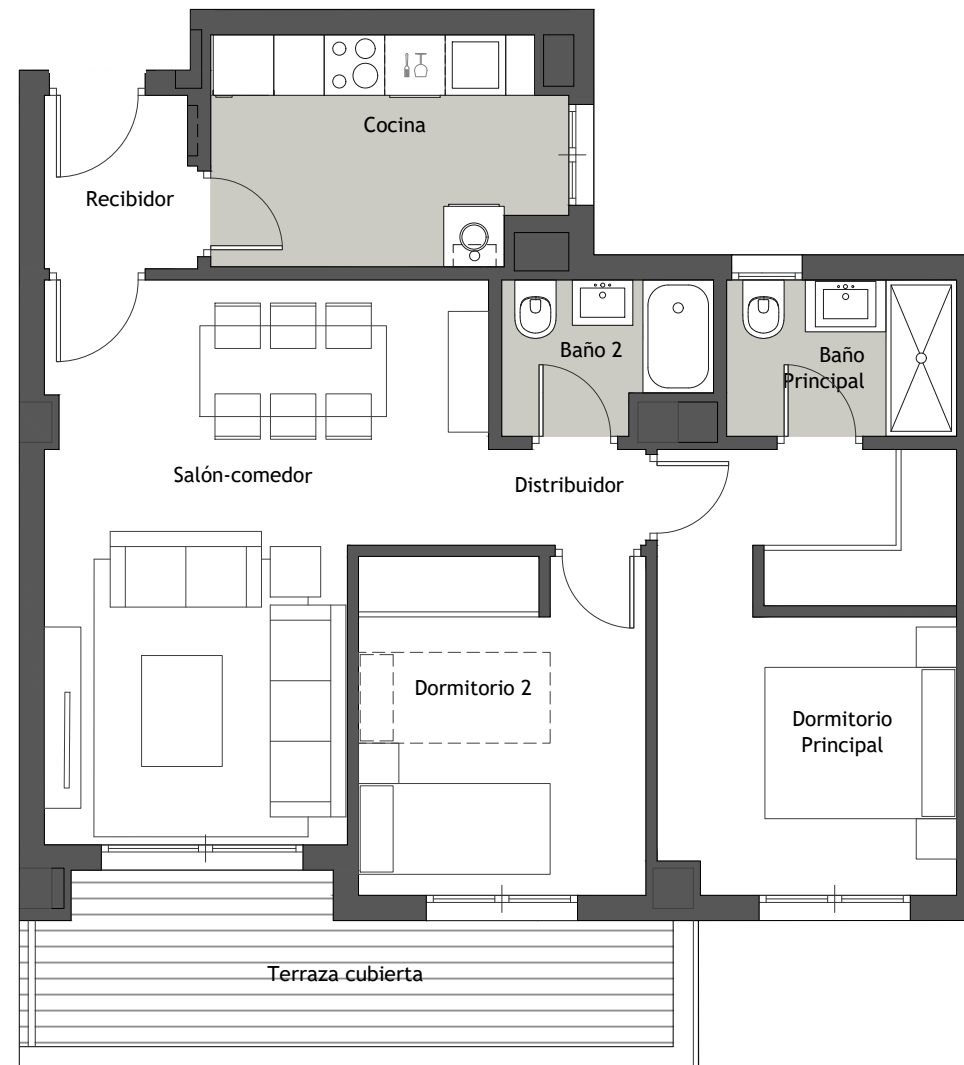 Cocina
Recibidor
Baño 2
Baño
Principal
Salón-comedor
Distribuidor
Dormitorio 2
Dormitorio
Principal
Terraza cubierta